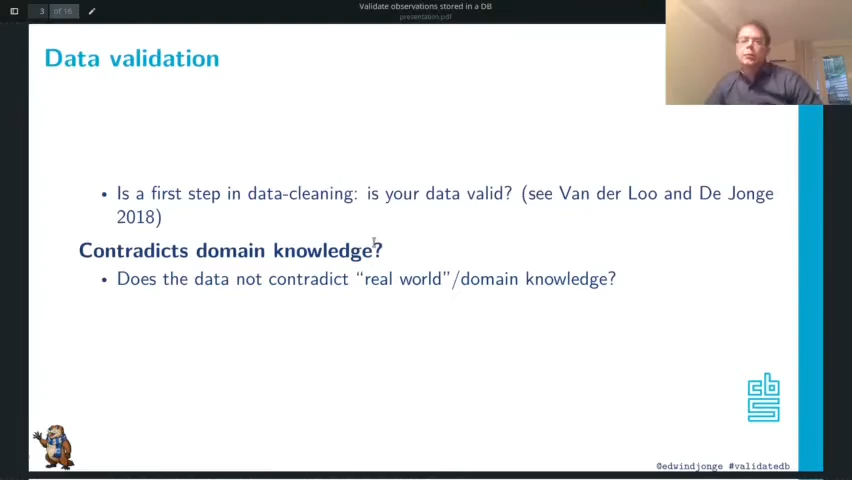 Validate observations stored in a DB
presentation.pdf
3 of 16
Data validation
• Is a first step in data-cleaning: is your data valid? (see Van der Loo and De Jonge
2018)
Contradicts domain knowledge?
• Does the data not contradict “real world”/domain knowledge?
cbs
@edwindjonge #validatedb